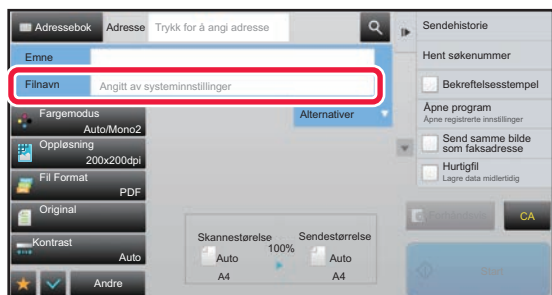 Adressebok
Adresse
Trykk for å angi adresse
Emne
Filnavn
Angitt av systeminnstillinger
Fargemodus
Auto/Mono2
Oppløsning
200x200dpi
Fil Format
PDF
Original
Kontrast
Auto
Andre
Alternativer
Skannestørelse
100%
Sendestørrelse
Auto
A4
Auto
A4
Sendehistorie
Hent søkenummer
Bekreftelsesstempel
Åpne program
Åpne registrerte innstillinger
Send samme bilde
som faksadresse
Hurtigfil
Lagre data midlertidig
CA
Start